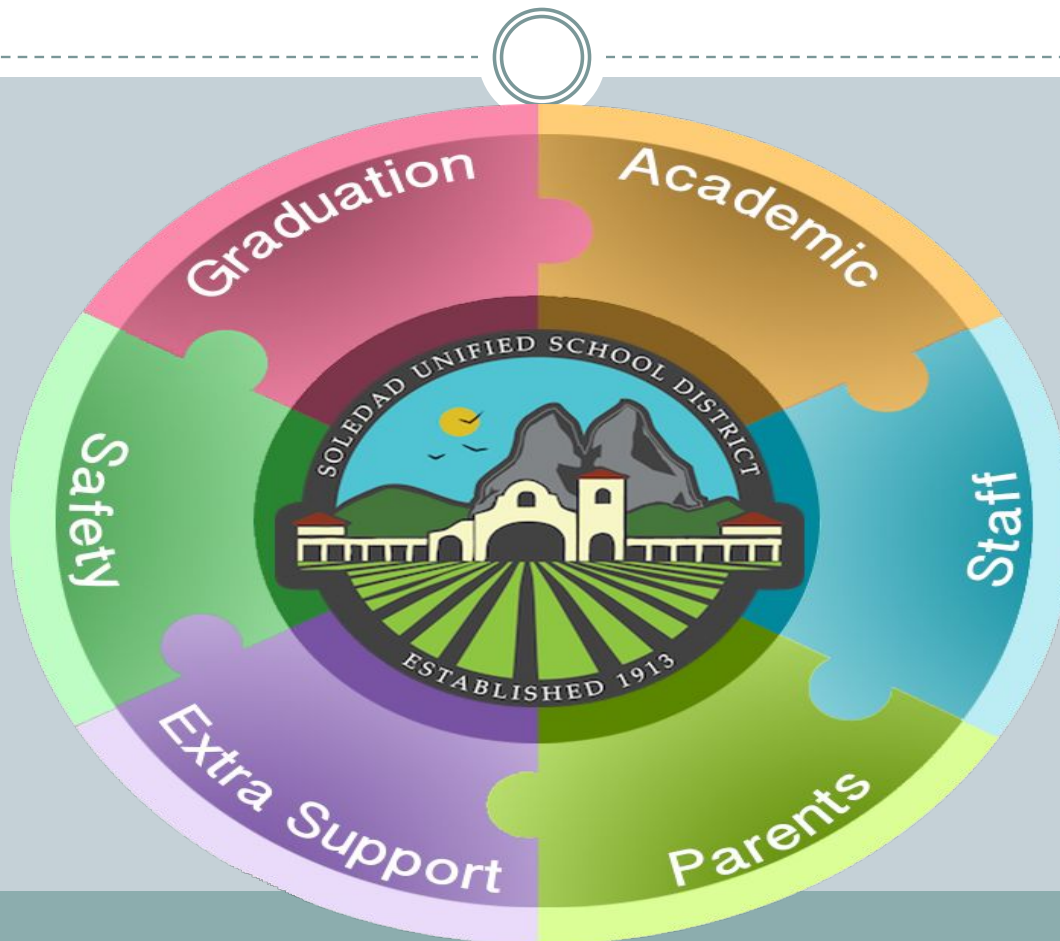 Graduation
Academic
Staff
Parents
Extra Support
Safety
SOLEDAD UNIFIED SCHOOL DISTRICT
ESTABLISHED 1913